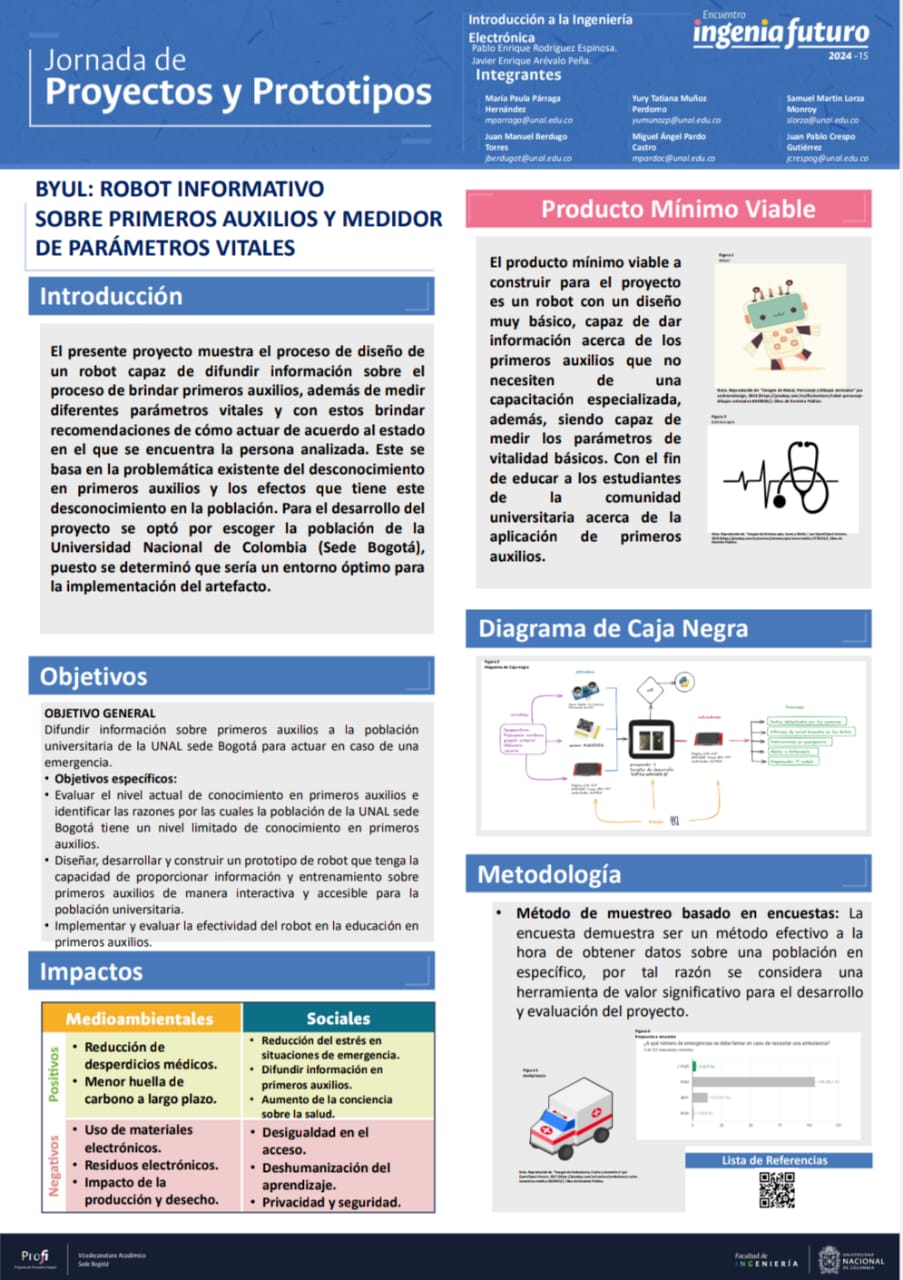 Jornada de
Proyectos y Prototipos
Introducción a la Ingeniería
Electrónica
Pablo Enrique Rodríguez Espinosa.
Javier Enrique Arévalo Peña.
Integrantes
María Paula Párraga
Hernández
mparraga@unal.edu.co
Yury Tatiana Muñoz
Perdomo
yumunozp@unal.edu.co
Samuel Martin Lorza
Monroy
slorza@unal.edu.co
Juan Manuel Berdugo
Torres
jberdugot@unal.edu.co
Miguel Ángel Pardo
Castro
mpardoc@unal.edu.co
Juan Pablo Crespo
Gutiérrez
jcrespog@unal.edu.co
Encuentro
ingenia futuro
2024 -1S
BYUL: ROBOT INFORMATIVO
SOBRE PRIMEROS AUXILIOS Y MEDIDOR
DE PARÁMETROS VITALES
Introducción
El presente proyecto muestra el proceso de diseño de
un robot capaz de difundir información sobre el
proceso de brindar primeros auxilios, además de medir
diferentes parámetros vitales y con estos brindar
recomendaciones de cómo actuar de acuerdo al estado
en el que se encuentra la persona analizada. Este se
basa en la problemática existente del desconocimiento
en primeros auxilios y los efectos que tiene este
desconocimiento en la población. Para el desarrollo del
proyecto se optó por escoger la población de la
Universidad Nacional de Colombia (Sede Bogotá),
puesto se determinó que sería un entorno óptimo para
la implementación del artefacto.
Objetivos
OBJETIVO GENERAL
Difundir información sobre primeros auxilios a la población
universitaria de la UNAL sede Bogotá para actuar en caso de una
emergencia.
• Objetivos específicos:
• Evaluar el nivel actual de conocimiento en primeros auxilios e
identificar las razones por las cuales la población de la UNAL sede
Bogotá tiene un nivel limitado de conocimiento en primeros
auxilios.
• Diseñar, desarrollar y construir un prototipo de robot que tenga la
capacidad de proporcionar información y entrenamiento sobre
primeros auxilios de manera interactiva y accesible para la
población universitaria.
• Implementar y evaluar la efectividad del robot en la educación en
primeros auxilios.
Impactos
Medioambientales
Sociales
Positivos
• Reducción de
desperdicios médicos.
• Menor huella de
carbono a largo plazo.
• Reducción del estrés en
situaciones de emergencia.
• Difundir información en
primeros auxilios.
• Aumento de la conciencia
sobre la salud.
Negativos
• Uso de materiales
electrónicos.
• Residuos electrónicos.
• Impacto de la
producción y desecho.
• Desigualdad en el
acceso.
• Deshumanización del
aprendizaje.
• Privacidad y seguridad.
Producto Mínimo Viable
El producto mínimo viable a
construir para el proyecto
es un robot con un diseño
muy básico, capaz de dar
información acerca de los
primeros auxilios que no
necesiten de una
capacitación especializada,
además, siendo capaz de
medir los parámetros de
vitalidad básicos. Con el fin
de educar a los estudiantes
de la comunidad
universitaria acerca de la
aplicación de primeros
auxilios.
Diagrama de Caja Negra
Diagrama de Caja negra
Metodología
• Método de muestreo basado en encuestas: La
encuesta demuestra ser un método efectivo a la
hora de obtener datos sobre una población en
específico, por tal razón se considera una
herramienta de valor significativo para el desarrollo
y evaluación del proyecto.
¿A qué número de emergencias se debe llamar en caso de necesitar una ambulancia?
Lista de Referencias
Profi
Vicedecanatura Académica
Sede Bogotá
Facultad de
INGENIERÍA
UNIVERSIDAD
NACIONAL
DE COLOMBIA